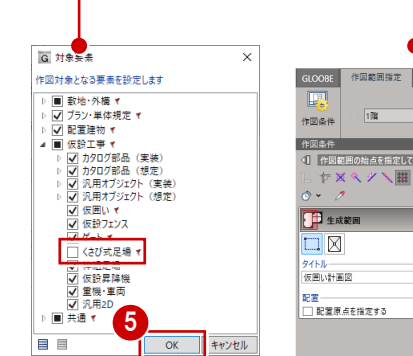 G 対象要素
作図対象となる要素を設定します
敷地・外構
プラン・単体規定
配置建物
仮設工事
カタログ部品（実装）
カタログ部品（想定）
汎用オブジェクト（実装）
汎用オブジェクト（想定）
仮囲い
仮設フェンス
ゲート
くさび式足場
仮設昇降機
重機・車両
汎用2D
共通
5
OK
キャンセル
GLOOBE 作図範囲指定
作図条件
1階
作図条件
作図範囲の始点を指定して
生成範囲
タイトル
仮囲い計画図
配置
配置原点を指定する